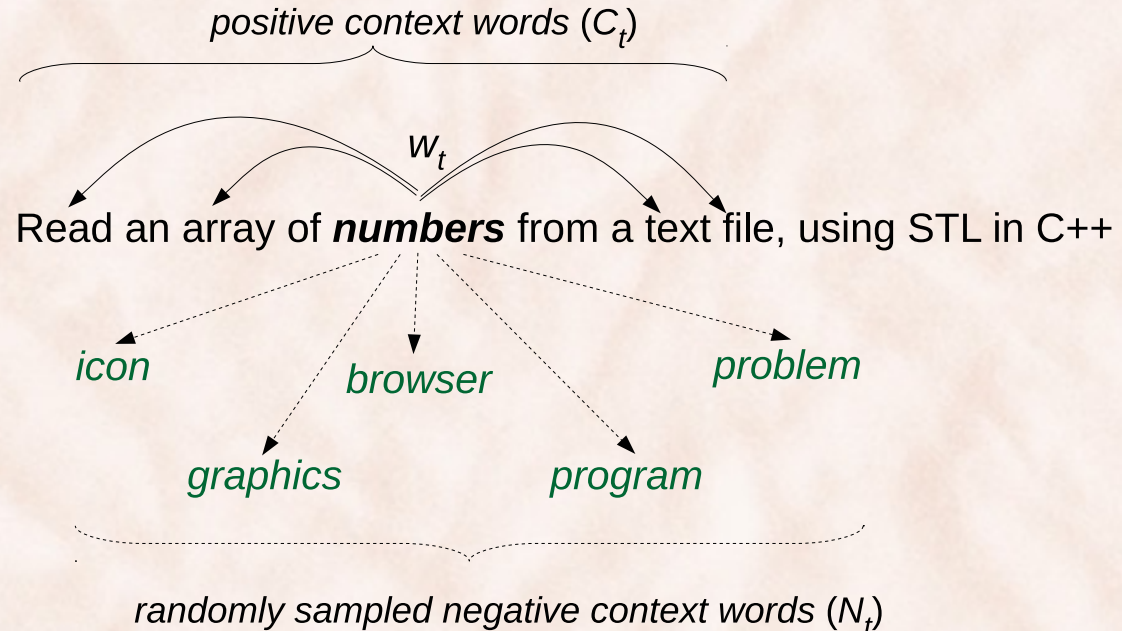 positive context words (Ct)
wt
Read an array of numbers from a text file, using STL in C++
icon
browser
problem
graphics
program
randomly sampled negative context words (Nt)